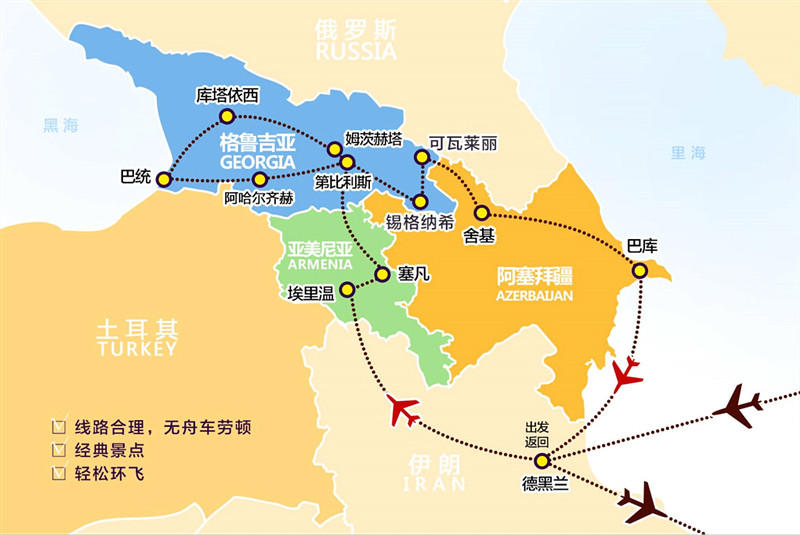 俄罗斯
RUSSIA
黑海
库塔依西
格鲁吉亚
GEORGIA
姆茨赫塔
可瓦莱丽
里海
巴统
阿哈尔齐赫
第比利斯
锡格纳希
舍基
巴库
亚美尼亚
ARMENIA
塞凡
埃里温
阿塞拜疆
AZERBAIJAN
土耳其
TURKEY
线路合理，无舟车劳顿
经典景点
轻松环飞
出发
返回
伊朗
IRAN
德黑兰